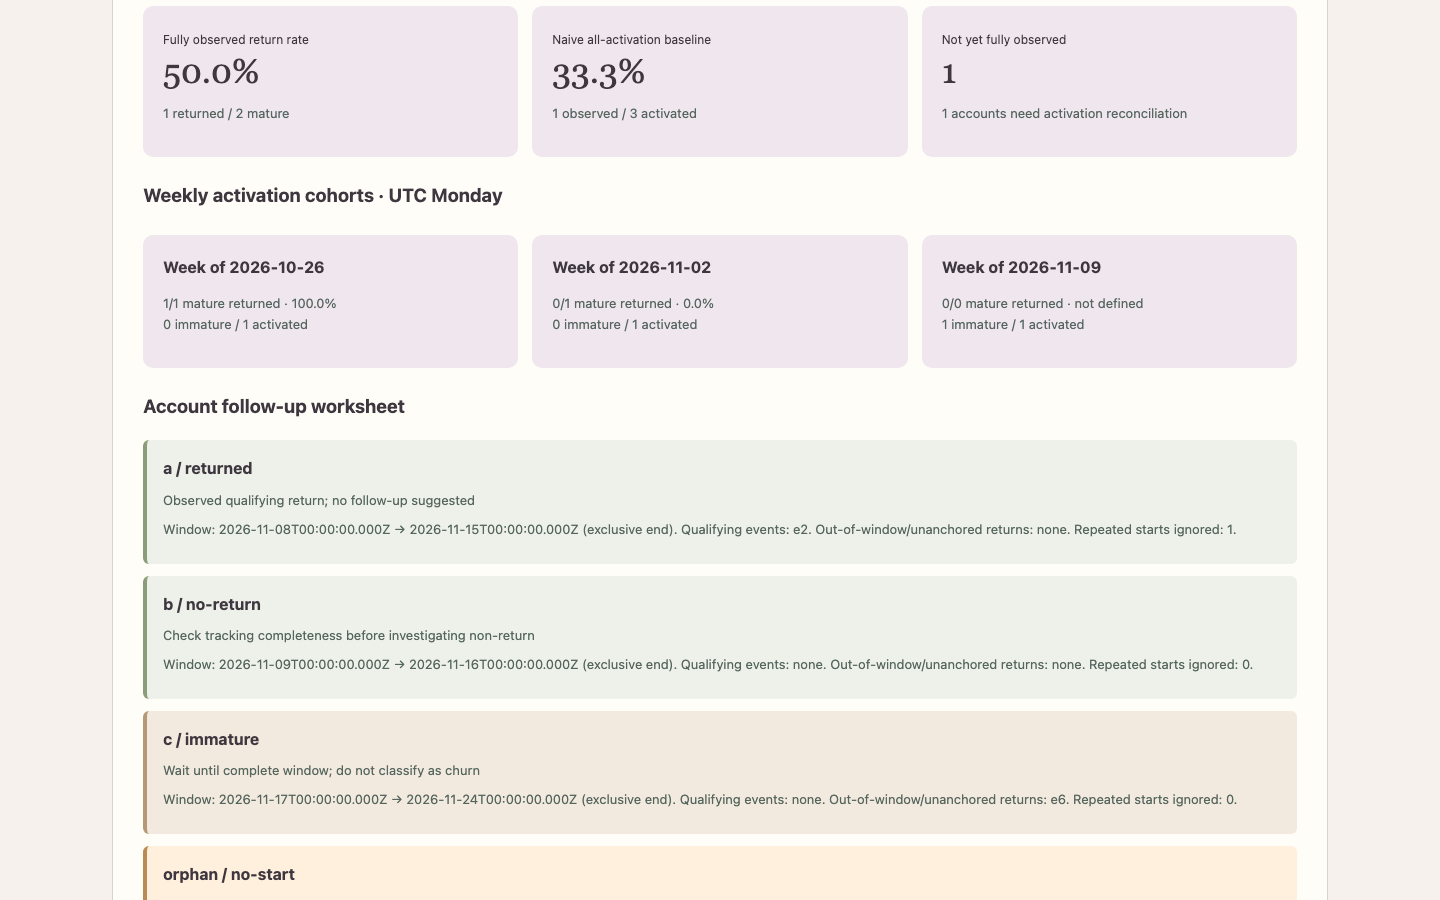 Fully observed return rate
50.0%
1 returned / 2 mature
Naive all-activation baseline
33.3%
1 observed / 3 activated
Not yet fully observed
1
1 accounts need activation reconciliation
Weekly activation cohorts · UTC Monday
Week of 2026-10-26
1/1 mature returned · 100.0%
0 immature / 1 activated
Week of 2026-11-02
0/1 mature returned · 0.0%
0 immature / 1 activated
Week of 2026-11-09
0/0 mature returned · not defined
1 immature / 1 activated
Account follow-up worksheet
a / returned
Observed qualifying return; no follow-up suggested
Window: 2026-11-08T00:00:00.000Z → 2026-11-15T00:00:00.000Z (exclusive end). Qualifying events: e2. Out-of-window/unanchored returns: none. Repeated starts ignored: 1.
b / no-return
Check tracking completeness before investigating non-return
Window: 2026-11-09T00:00:00.000Z → 2026-11-16T00:00:00.000Z (exclusive end). Qualifying events: none. Out-of-window/unanchored returns: none. Repeated starts ignored: 0.
c / immature
Wait until complete window; do not classify as churn
Window: 2026-11-17T00:00:00.000Z → 2026-11-24T00:00:00.000Z (exclusive end). Qualifying events: none. Out-of-window/unanchored returns: e6. Repeated starts ignored: 0.
orphan / no-start